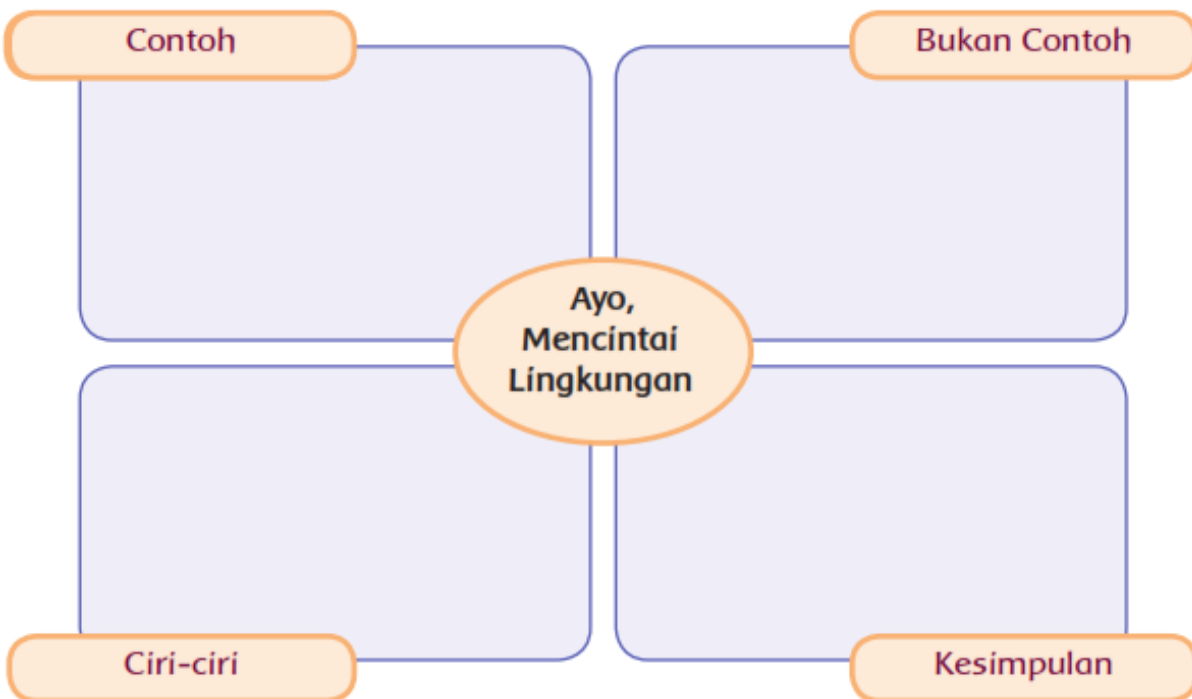 Contoh
Bukan Contoh
Ayo,
Mencintai
Lingkungan
Ciri-ciri
Kesimpulan